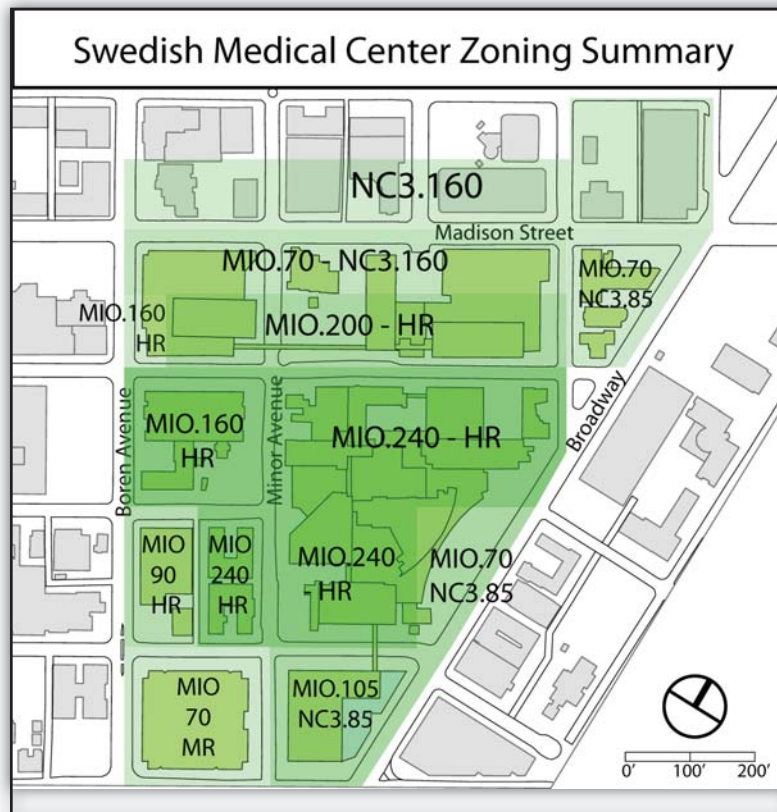 Swedish Medical Center Zoning Summary
NC3.160
Madison Street
MIO.70 - NC3.160
MIO.70
NC3.85
MIO.160
HR
MIO.200 - HR
Boren Avenue
Minor Avenue
Broadway
MIO.160
HR
MIO.240 - HR
MIO
90
HR
MIO
240
HR
MIO.240
- HR
MIO.70
NC3.85
MIO
70
MR
MIO.105
NC3.85
0' 100' 200'